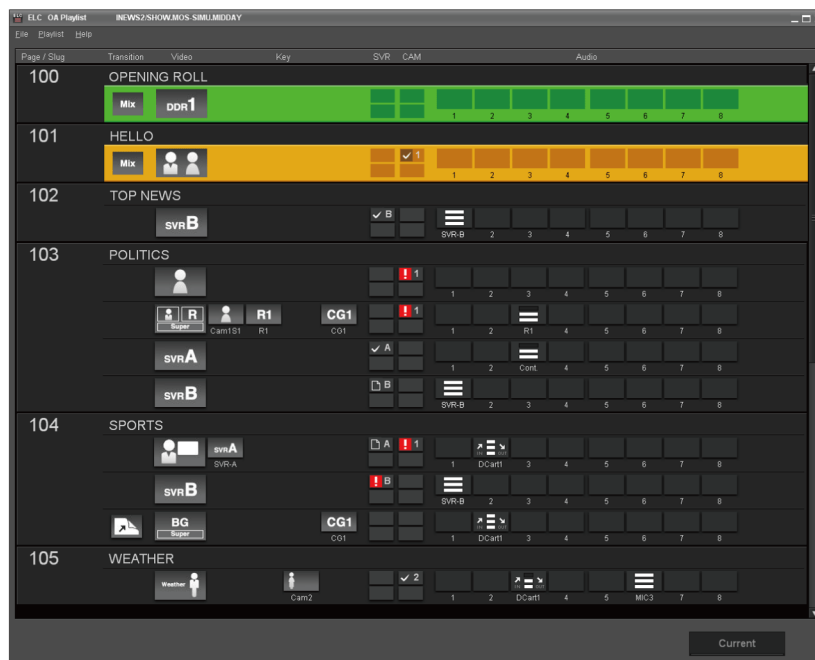 ELC OA Playlist INEWS2/SHOW.MOS-SIMU.MIDDAY
File Playlist Help
Page / Slug Transition Video Key SVR CAM Audio
100 OPENING ROLL
Mix DDR1
1 2 3 4 5 6 7 8
101 HELLO
Mix 1
1 2 3 4 5 6 7 8
102 TOP NEWS
SVRB B
SVR-B 2 3 4 5 6 7 8
103 POLITICS
! 1
1 2 3 4 5 6 7 8
M R R1 CG1 ! 1
Super Cam1S1 R1 CG1 1 2 R1 4 5 6 7 8
SVRA A
1 2 Cont. 4 5 6 7 8
SVRB B
SVR-B 2 3 4 5 6 7 8
104 SPORTS
SVRA A ! 1
SVR-A IN OUT
1 DCart1 3 4 5 6 7 8
SVRB ! B
SVR-B 2 3 4 5 6 7 8
BG CG1
Super CG1 IN OUT
1 DCart1 3 4 5 6 7 8
105 WEATHER
Weather 2
IN OUT
Cam2 1 2 DCart1 4 5 MIC3 7 8
Current